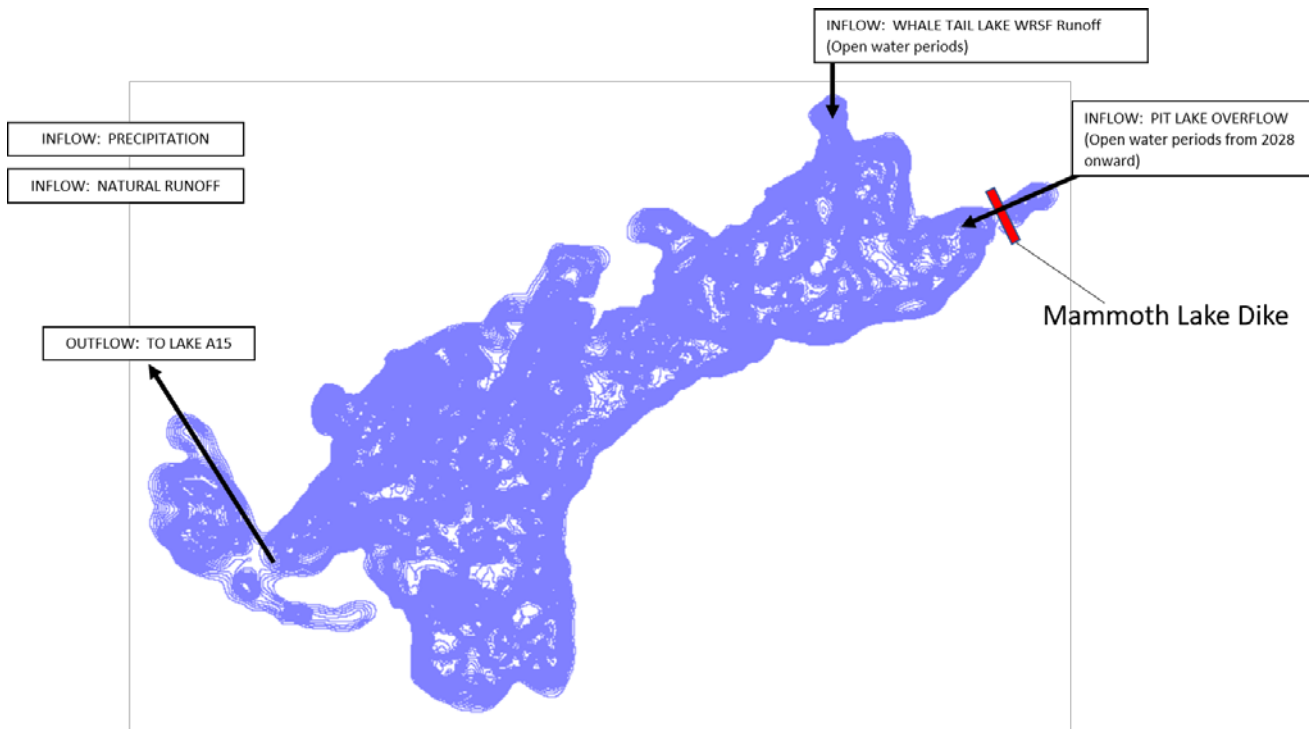 INFLOW: WHALE TAIL LAKE WRSF Runoff
(Open water periods)
INFLOW: PIT LAKE OVERFLOW
(Open water periods from 2028
onward)
INFLOW: PRECIPITATION
INFLOW: NATURAL RUNOFF
Mammoth Lake Dike
OUTFLOW: TO LAKE A15